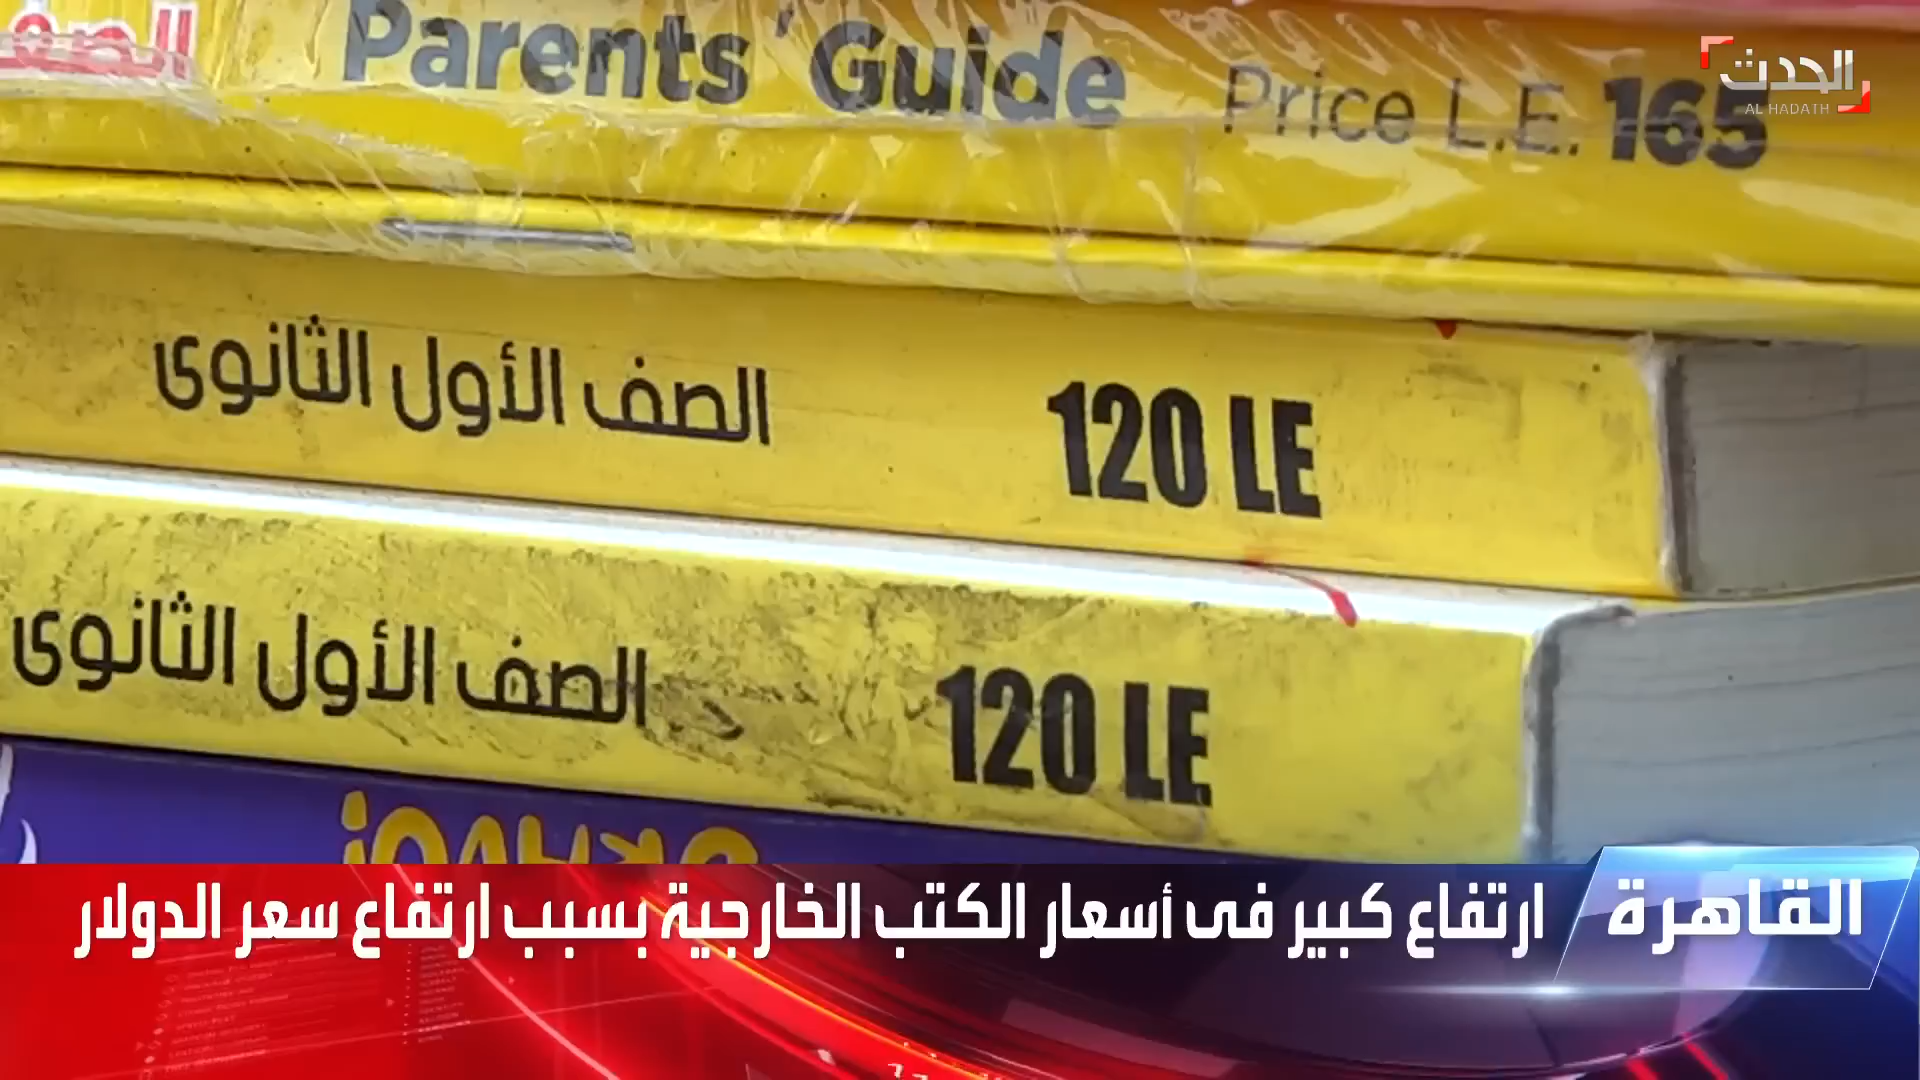 Parents' Guide Price L.E. 165
الحدث
AL HADATH
الصف الأول الثانوى 120 LE
الصف الأول الثانوى 120 LE
القاهرة
ارتفاع كبير فى أسعار الكتب الخارجية بسبب ارتفاع سعر الدولار